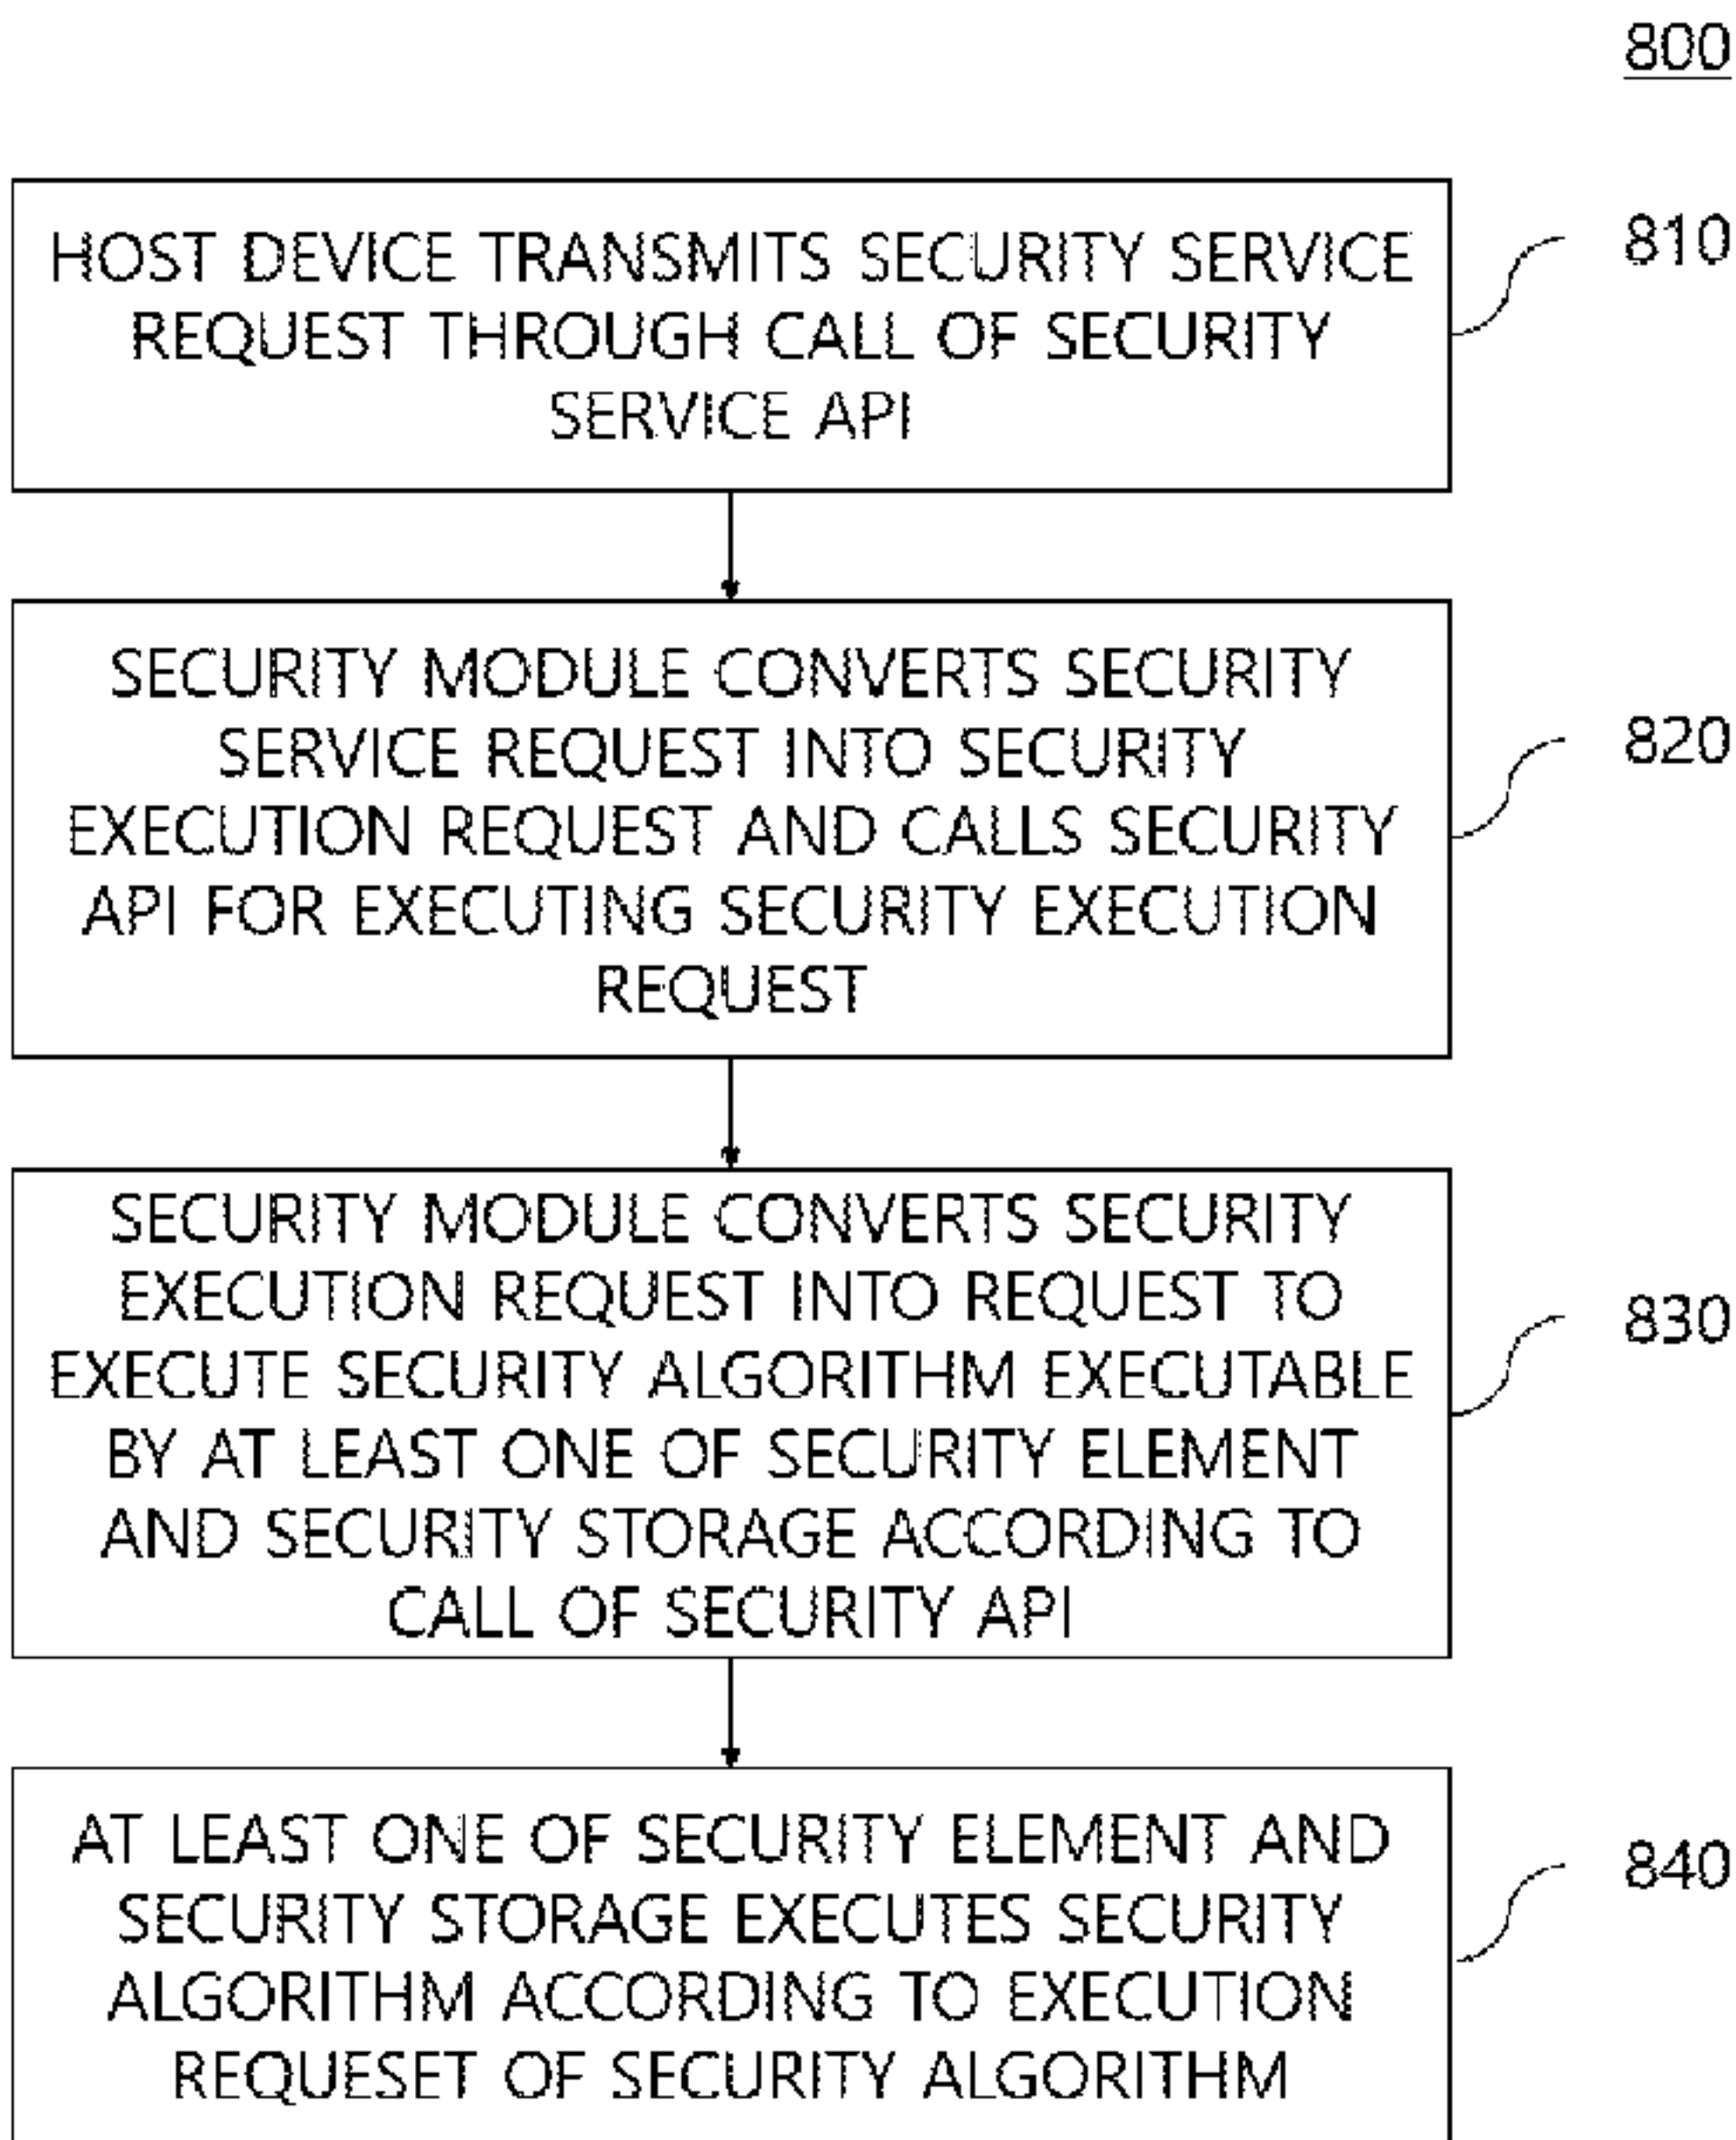 800
HOST DEVICE TRANSMITS SECURITY SERVICE
REQUEST THROUGH CALL OF SECURITY
SERVICE API
810
SECURITY MODULE CONVERTS SECURITY
SERVICE REQUEST INTO SECURITY
EXECUTION REQUEST AND CALLS SECURITY
API FOR EXECUTING SECURITY EXECUTION
REQUEST
820
SECURITY MODULE CONVERTS SECURITY
EXECUTION REQUEST INTO REQUEST TO
EXECUTE SECURITY ALGORITHM EXECUTABLE
BY AT LEAST ONE OF SECURITY ELEMENT
AND SECURITY STORAGE ACCORDING TO
CALL OF SECURITY API
830
AT LEAST ONE OF SECURITY ELEMENT AND
SECURITY STORAGE EXECUTES SECURITY
ALGORITHM ACCORDING TO EXECUTION
REQUESET OF SECURITY ALGORITHM
840